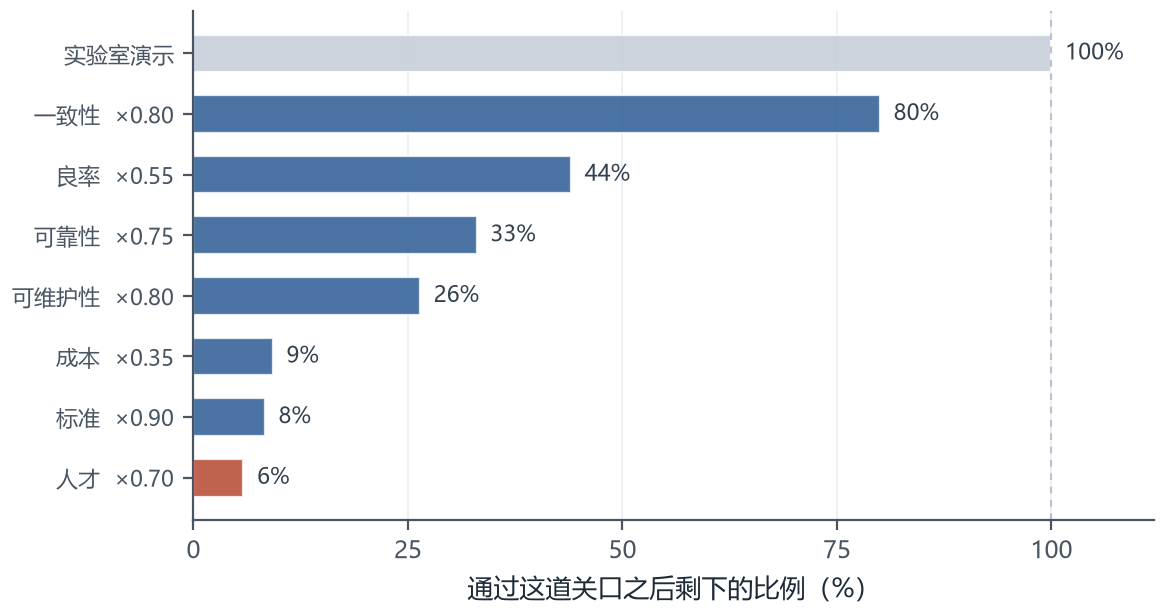 实验室演示 100%
一致性 ×0.80 80%
良率 ×0.55 44%
可靠性 ×0.75 33%
可维护性 ×0.80 26%
成本 ×0.35 9%
标准 ×0.90 8%
人才 ×0.70 6%
0 25 50 75 100
通过这道关口之后剩下的比例（%）